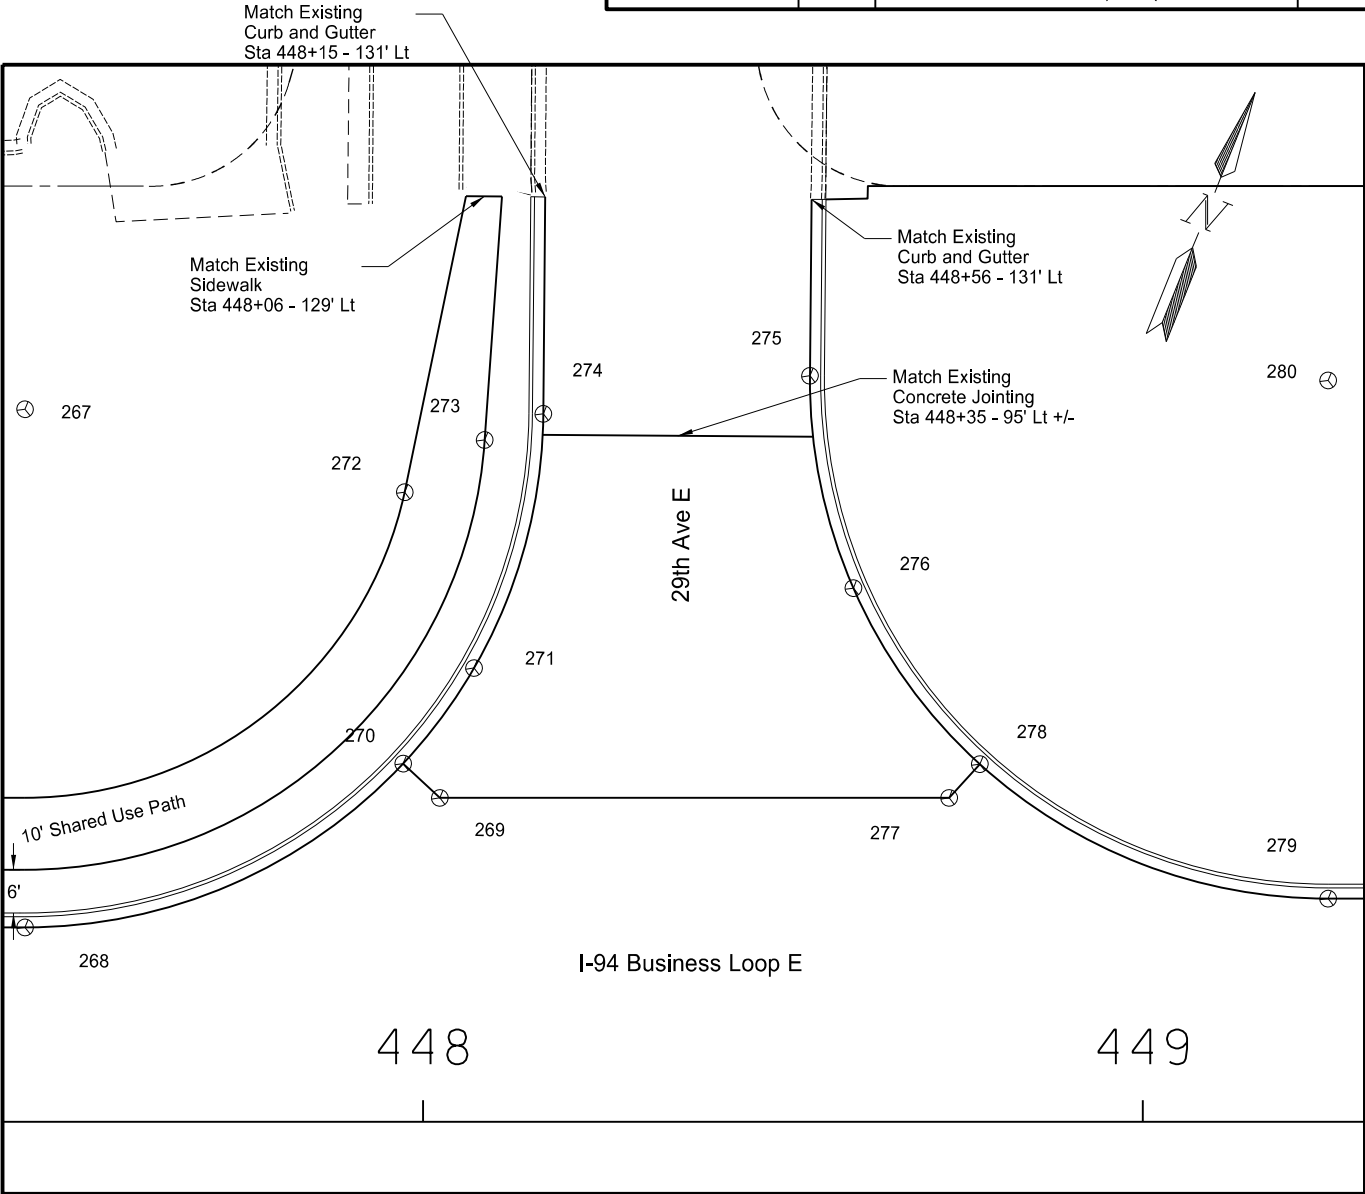 Match Existing
Curb and Gutter
Sta 448+15 - 131' Lt
N
Match Existing
Sidewalk
Sta 448+06 - 129' Lt
Match Existing
Curb and Gutter
Sta 448+56 - 131' Lt
275
274
280
Match Existing
Concrete Jointing
Sta 448+35 - 95' Lt +/-
267
273
272
29th Ave E
276
271
270
278
10' Shared Use Path
269
277
279
6'
268
I-94 Business Loop E
448
449